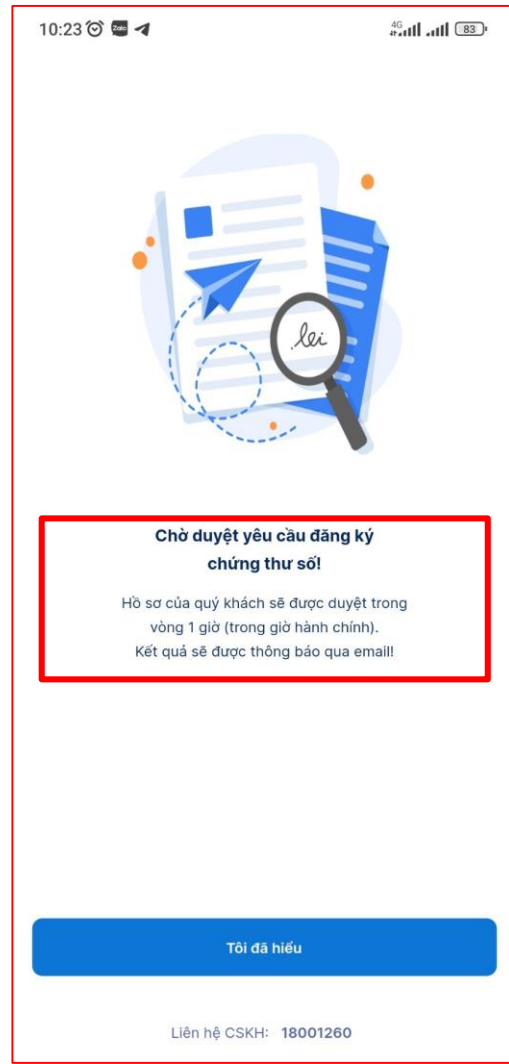 10:23 Zalo 4G 83
lei
Chờ duyệt yêu cầu đăng ký
chứng thư số!
Hồ sơ của quý khách sẽ được duyệt trong
vòng 1 giờ (trong giờ hành chính).
Kết quả sẽ được thông báo qua email!
Tôi đã hiểu
Liên hệ CSKH: 18001260